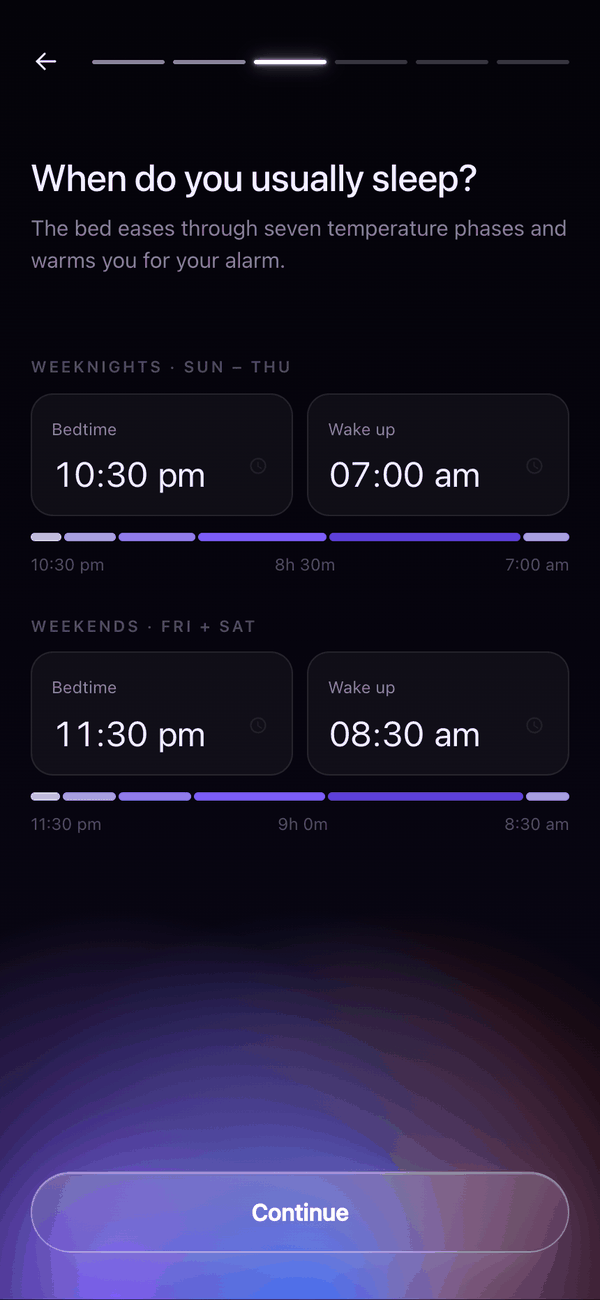 When do you usually sleep?
The bed eases through seven temperature phases and
warms you for your alarm.
WEEKNIGHTS · SUN – THU
Bedtime
10:30 pm
Wake up
07:00 am
10:30 pm
8h 30m
7:00 am
WEEKENDS · FRI + SAT
Bedtime
11:30 pm
Wake up
08:30 am
11:30 pm
9h 0m
8:30 am
Continue